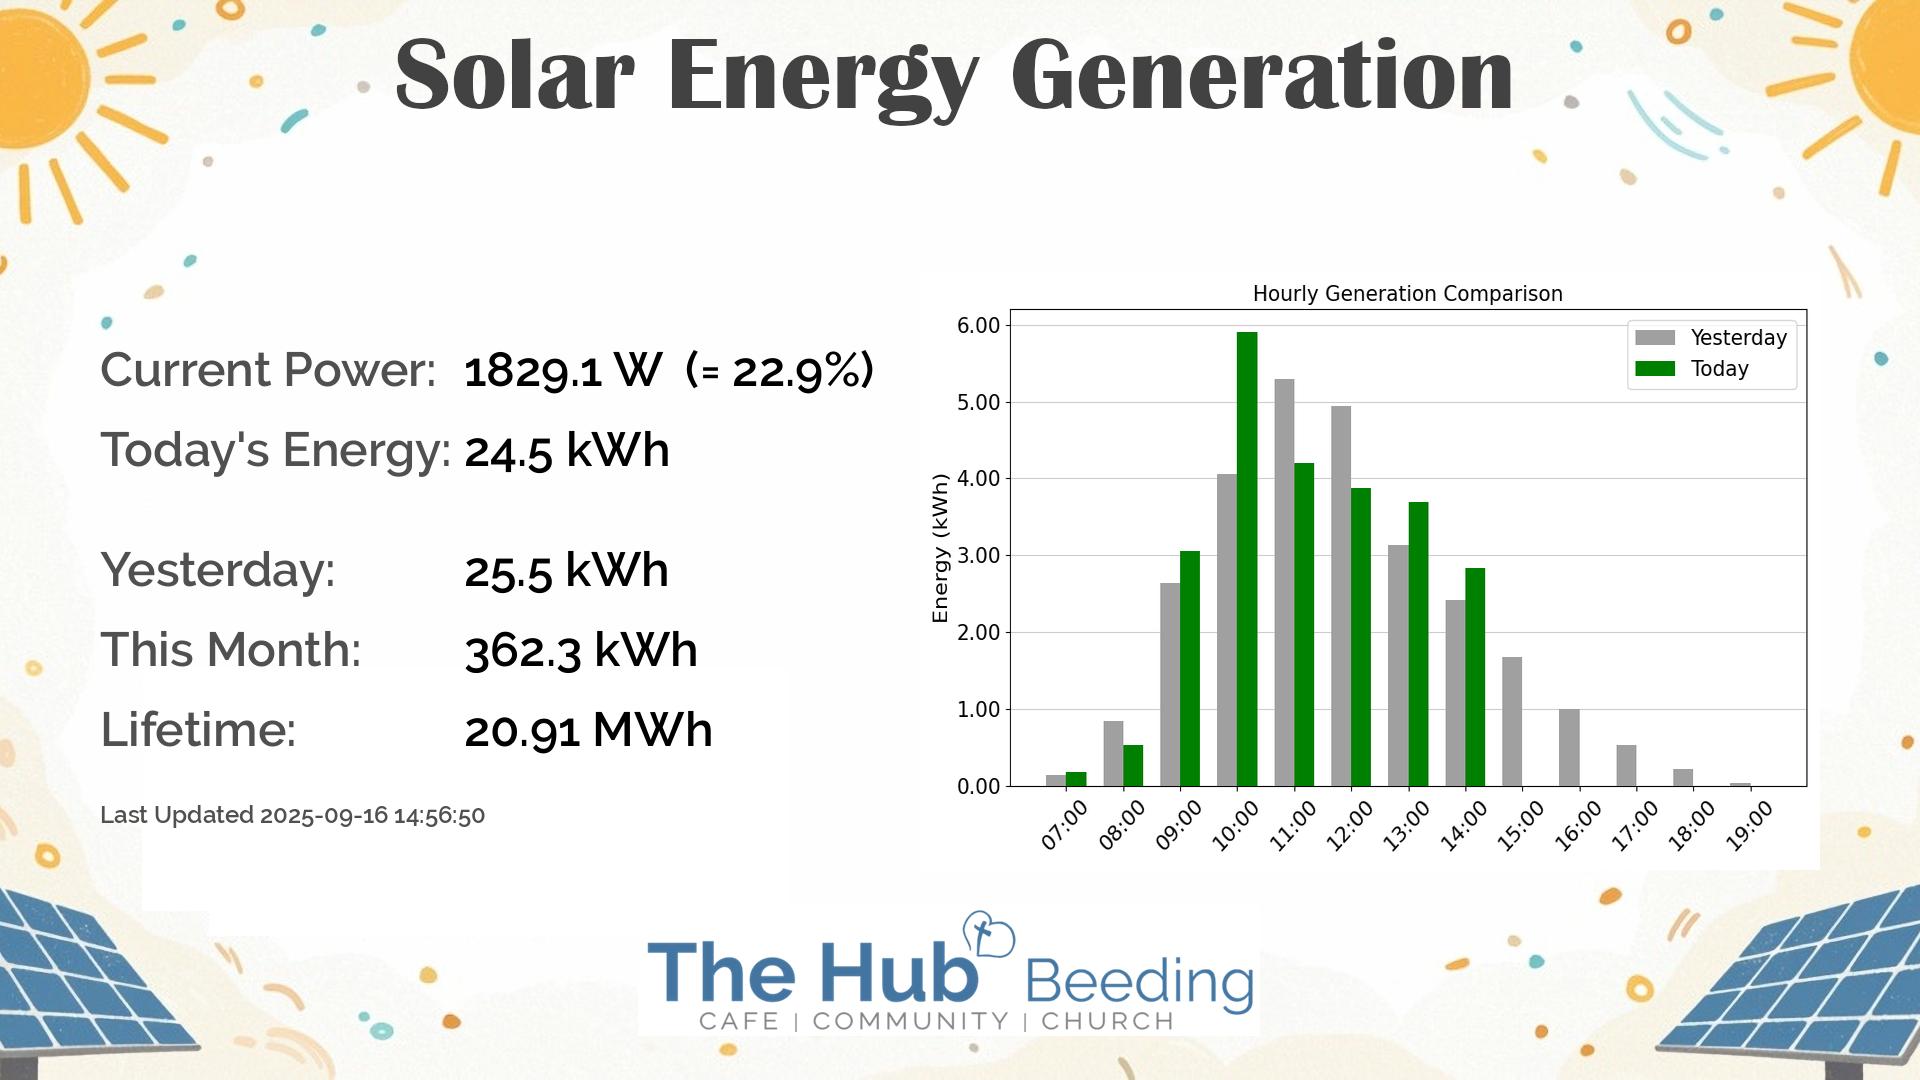 Solar Energy Generation
Current Power: 1829.1 W (= 22.9%)
Today's Energy: 24.5 kWh
Yesterday: 25.5 kWh
This Month: 362.3 kWh
Lifetime: 20.91 MWh
Last Updated 2025-09-16 14:56:50
Hourly Generation Comparison
Yesterday
Today
Energy (kWh)
6.00
5.00
4.00
3.00
2.00
1.00
0.00
07:00 08:00 09:00 10:00 11:00 12:00 13:00 14:00 15:00 16:00 17:00 18:00 19:00
The Hub Beeding
CAFE | COMMUNITY | CHURCH